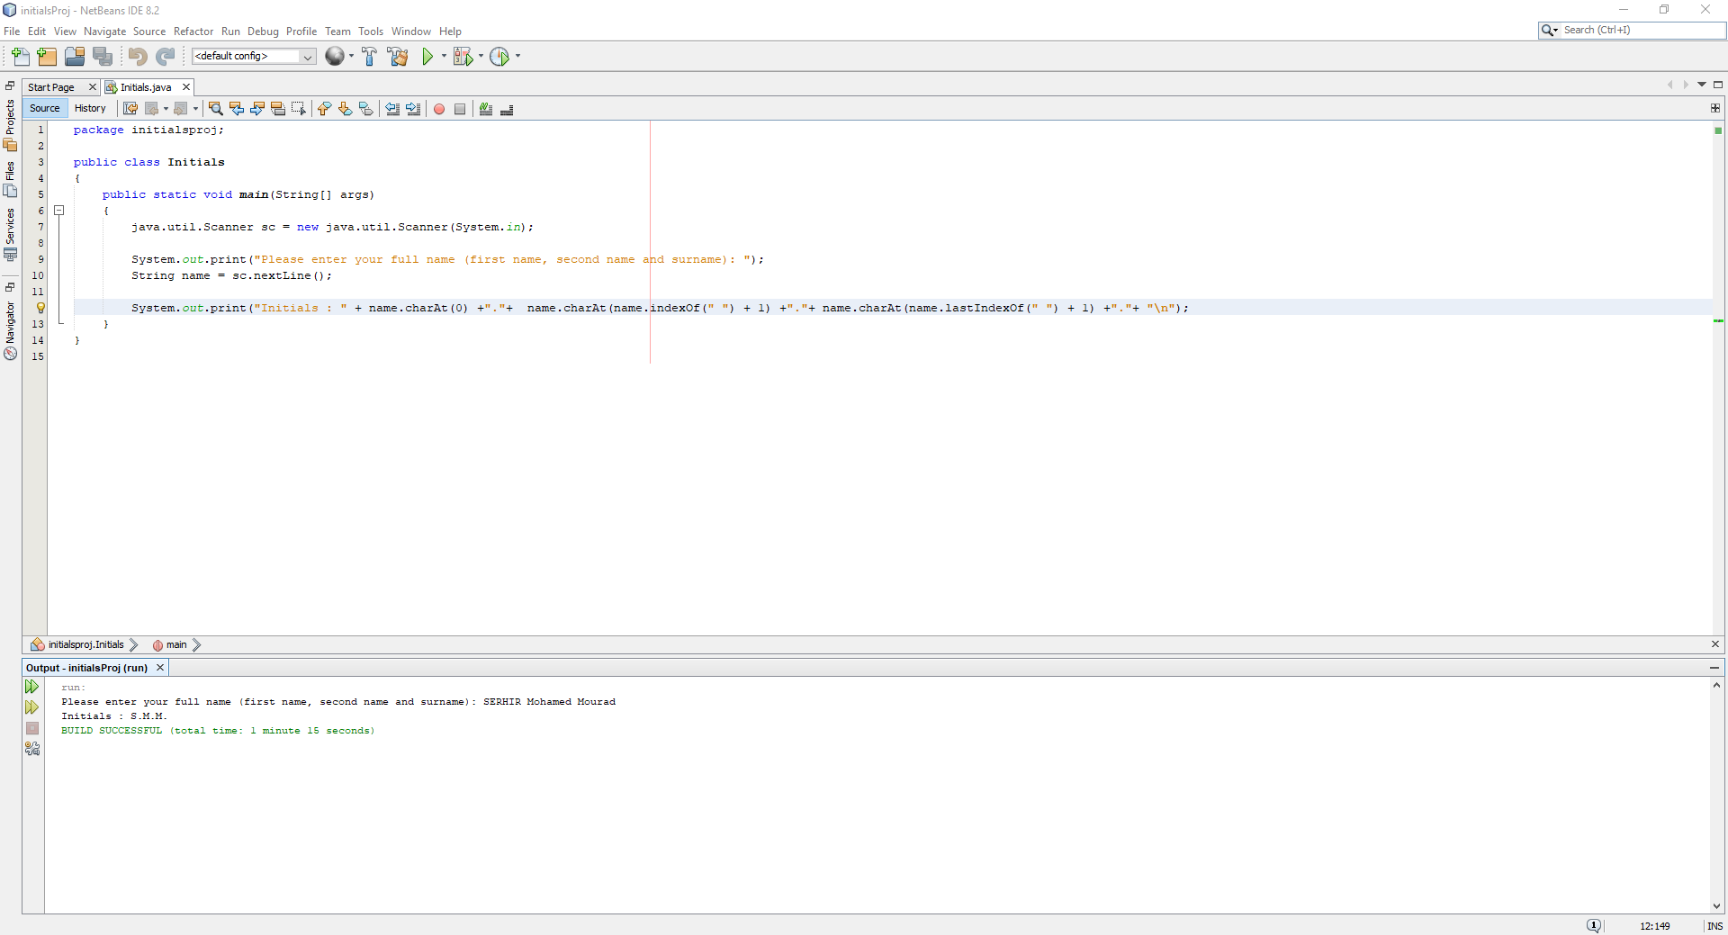 initialsProj - NetBeans IDE 8.2
File Edit View Navigate Source Refactor Run Debug Profile Team Tools Window Help
Search (Ctrl+I)
<default config>
Start Page
Initials.java
Source History
Projects
Files
Services
Navigator
1 package initialsproj;
2
3 public class Initials
4 {
5 public static void main(String[] args)
6 {
7 java.util.Scanner sc = new java.util.Scanner(System.in);
8
9 System.out.print("Please enter your full name (first name, second name and surname): ");
10 String name = sc.nextLine();
11
System.out.print("Initials : " + name.charAt(0) +"."+  name.charAt(name.indexOf(" ") + 1) +"."+ name.charAt(name.lastIndexOf(" ") + 1) +"."+ "\n");
13 }
14 }
15
initialsproj.Initials main
Output - initialsProj (run)
run:
Please enter your full name (first name, second name and surname): SERHIR Mohamed Mourad
Initials : S.M.M.
BUILD SUCCESSFUL (total time: 1 minute 15 seconds)
1 12:149 INS